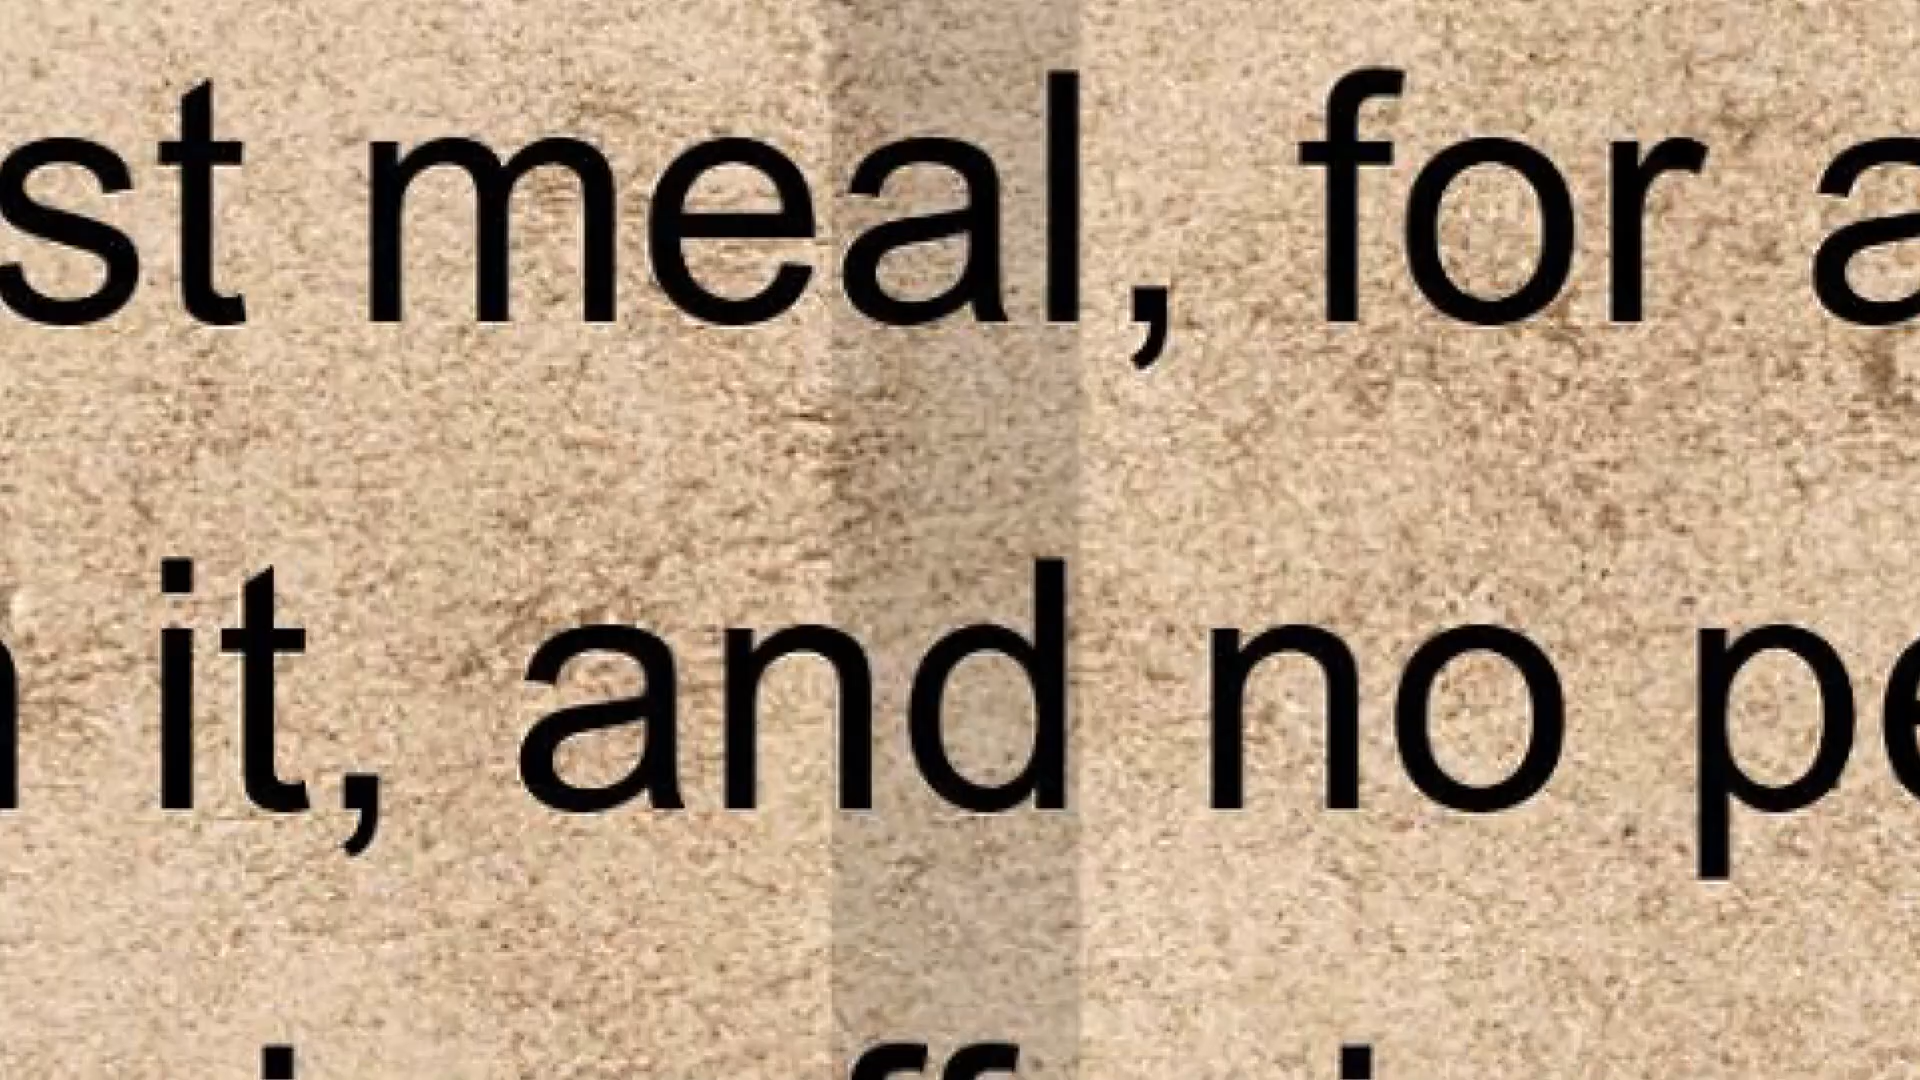 st meal, for a
it, and no pe